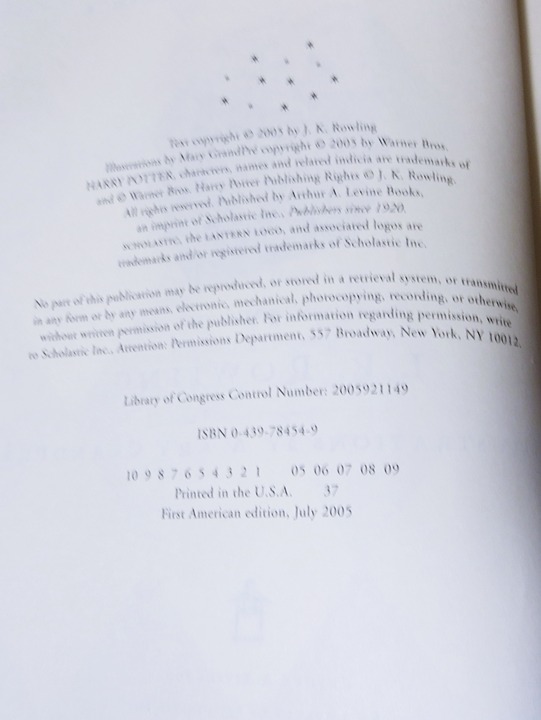 Text copyright © 2005 by J. K. Rowling
Illustrations by Mary GrandPré copyright © 2005 by Warner Bros.
HARRY POTTER, characters, names and related indicia are trademarks of
and © Warner Bros. Harry Potter Publishing Rights © J. K. Rowling.
All rights reserved. Published by Arthur A. Levine Books,
an imprint of Scholastic Inc., Publishers since 1920.
SCHOLASTIC, the LANTERN LOGO, and associated logos are
trademarks and/or registered trademarks of Scholastic Inc.
No part of this publication may be reproduced, or stored in a retrieval system, or transmitted
in any form or by any means, electronic, mechanical, photocopying, recording, or otherwise,
without written permission of the publisher. For information regarding permission, write
to Scholastic Inc., Attention: Permissions Department, 557 Broadway, New York, NY 10012.
Library of Congress Control Number: 2005921149
ISBN 0-439-78454-9
10 9 8 7 6 5 4 3 2 1 05 06 07 08 09
Printed in the U.S.A. 37
First American edition, July 2005